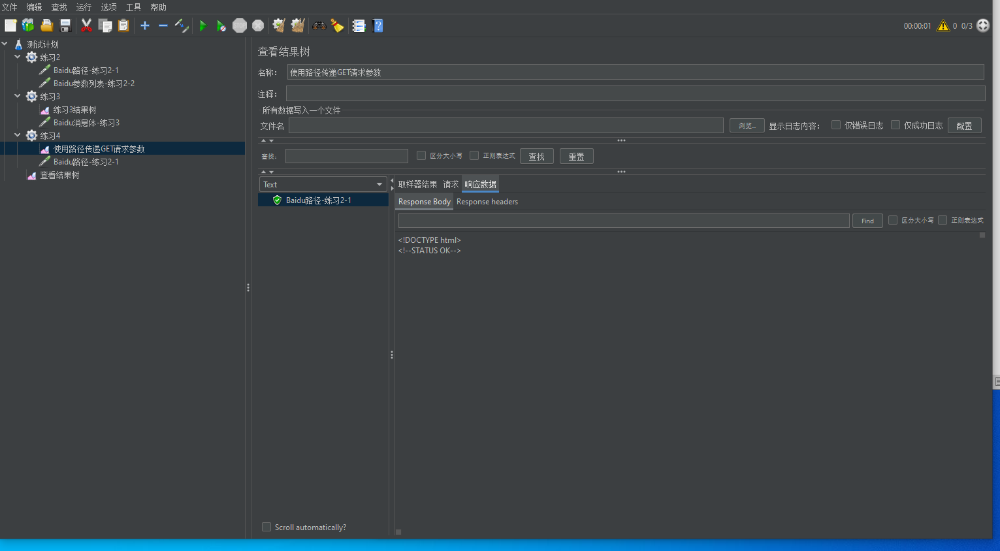 文件 编辑 查找 运行 选项 工具 帮助
STOP
00:00:01 0 0/3
测试计划
练习2
Baidu路径-练习2-1
Baidu参数列表-练习2-2
练习3
练习3结果树
Baidu消息体-练习3
练习4
使用路径传递GET请求参数
Baidu路径-练习2-1
查看结果树
查看结果树
名称： 使用路径传递GET请求参数
注释：
所有数据写入一个文件
文件名 浏览... 显示日志内容： 仅错误日志 仅成功日志 配置
查找： 区分大小写 正则表达式 查找 重置
Text
Baidu路径-练习2-1
Scroll automatically?
取样器结果 请求 响应数据
Response Body Response headers
Find 区分大小写 正则表达式
<!DOCTYPE html>
<!--STATUS OK-->